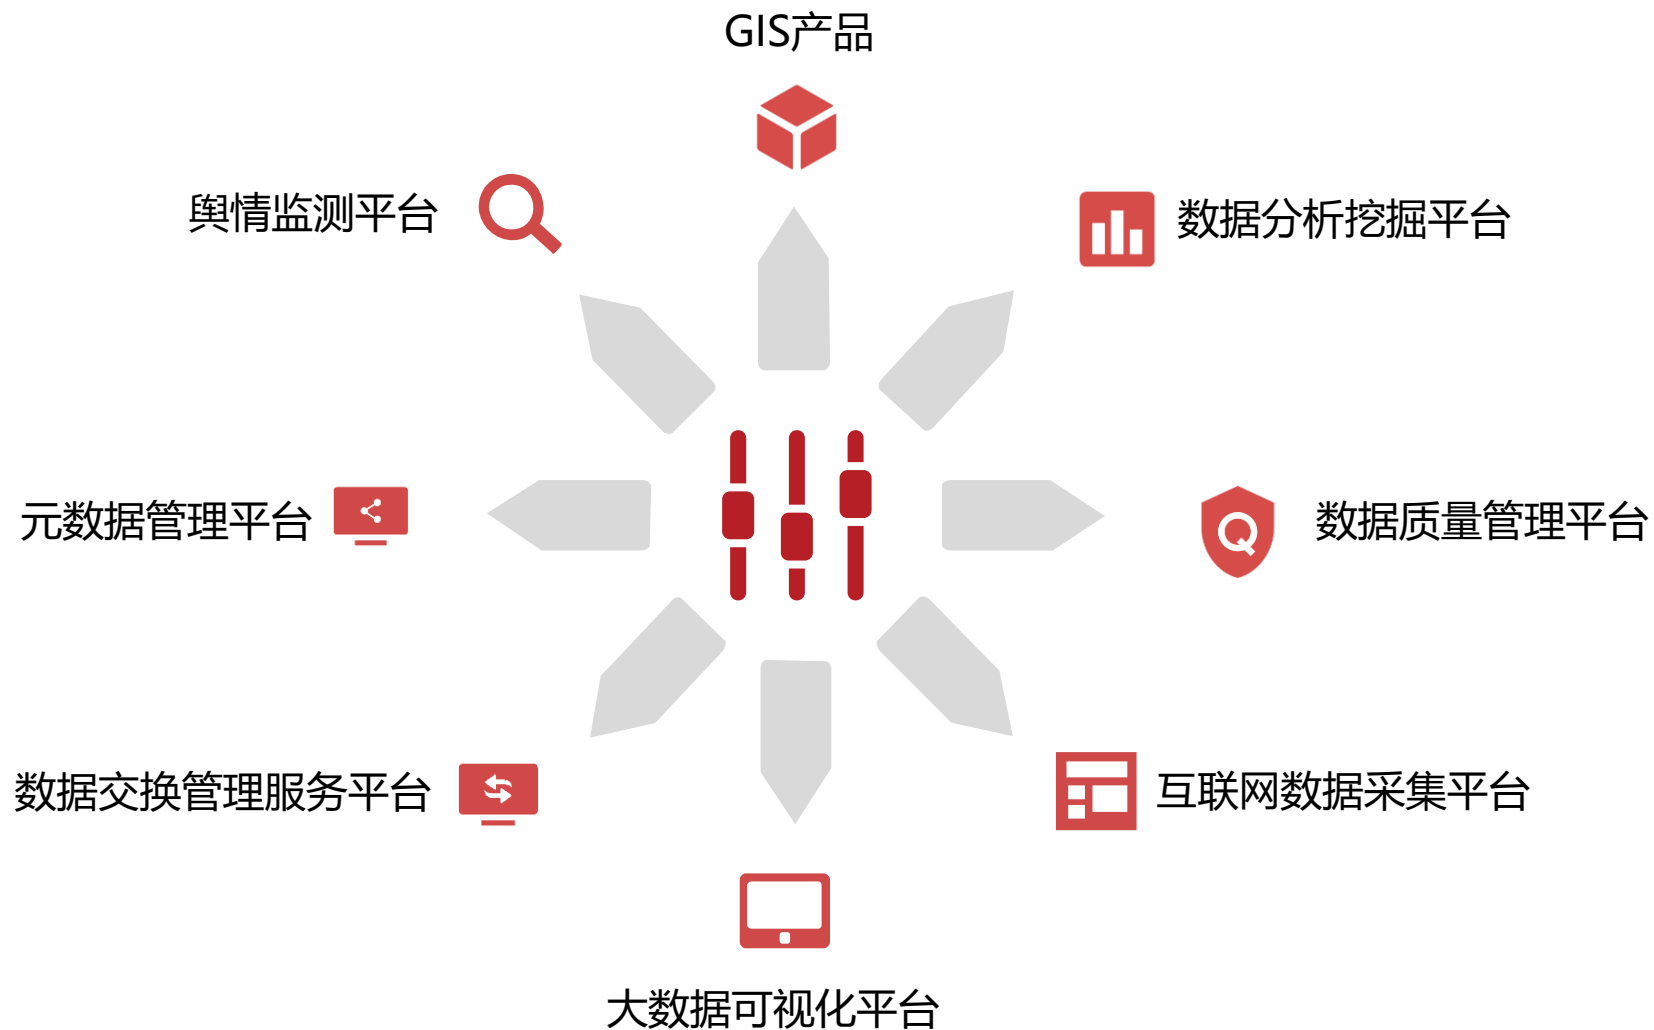 GIS产品
舆情监测平台
数据分析挖掘平台
元数据管理平台
数据质量管理平台
数据交换管理服务平台
互联网数据采集平台
大数据可视化平台